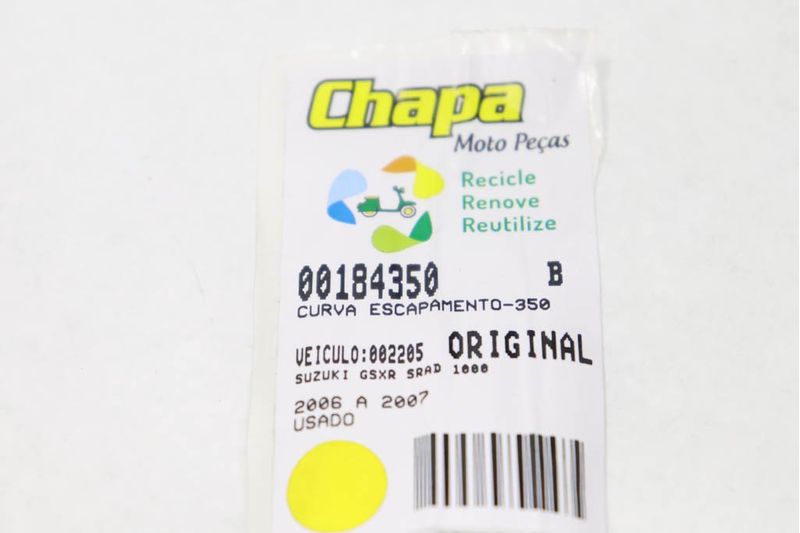 Chapa
Moto Peças
Recicle
Renove
Reutilize
00184350 B
CURVA ESCAPAMENTO-350
VEICULO:002205 ORIGINAL
SUZUKI GSXR SRAD 1000
2006 A 2007
USADO